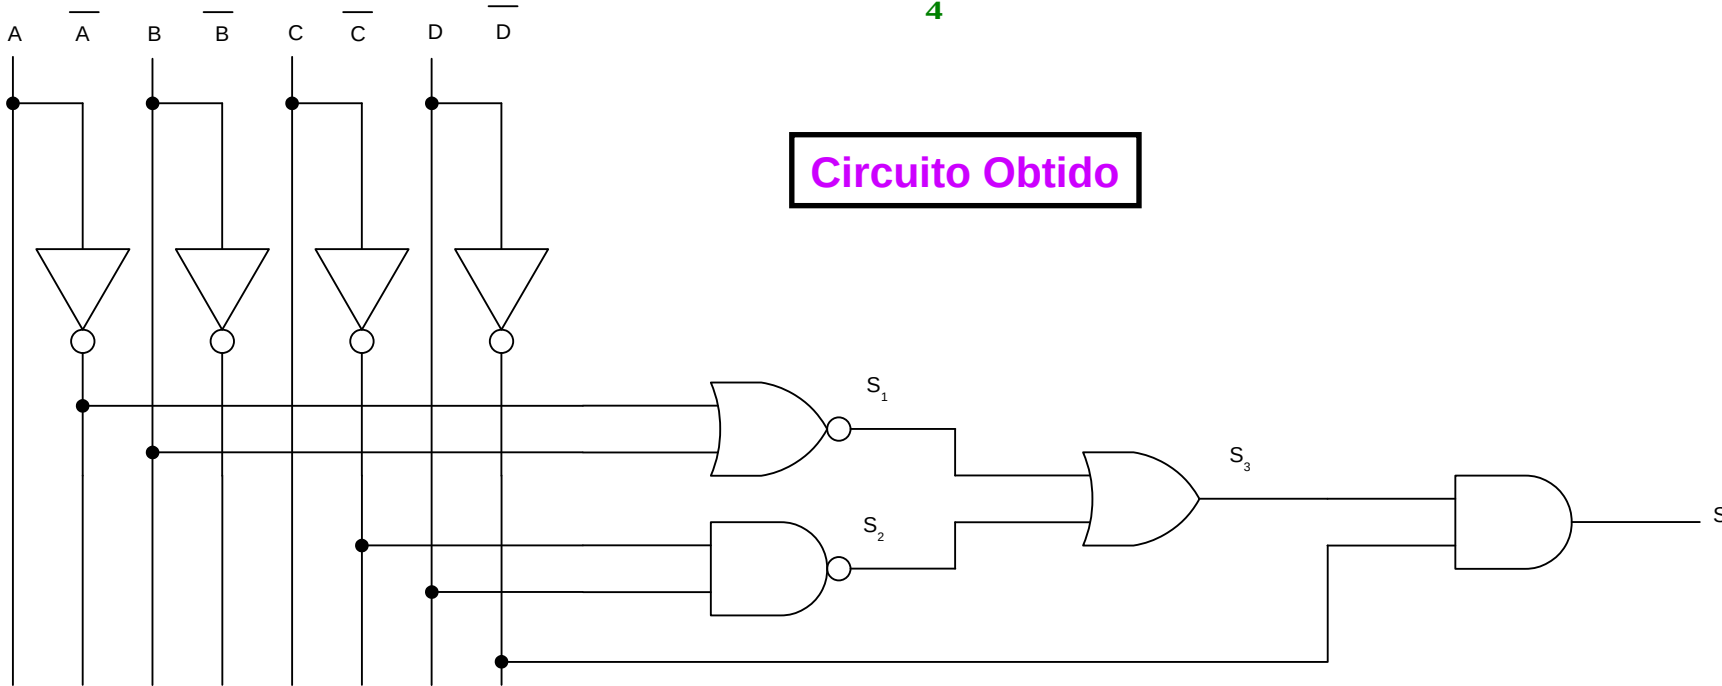 4
A A̅ B B̅ C C̅ D D̅
Circuito Obtido
S₁
S₃
S₂
S